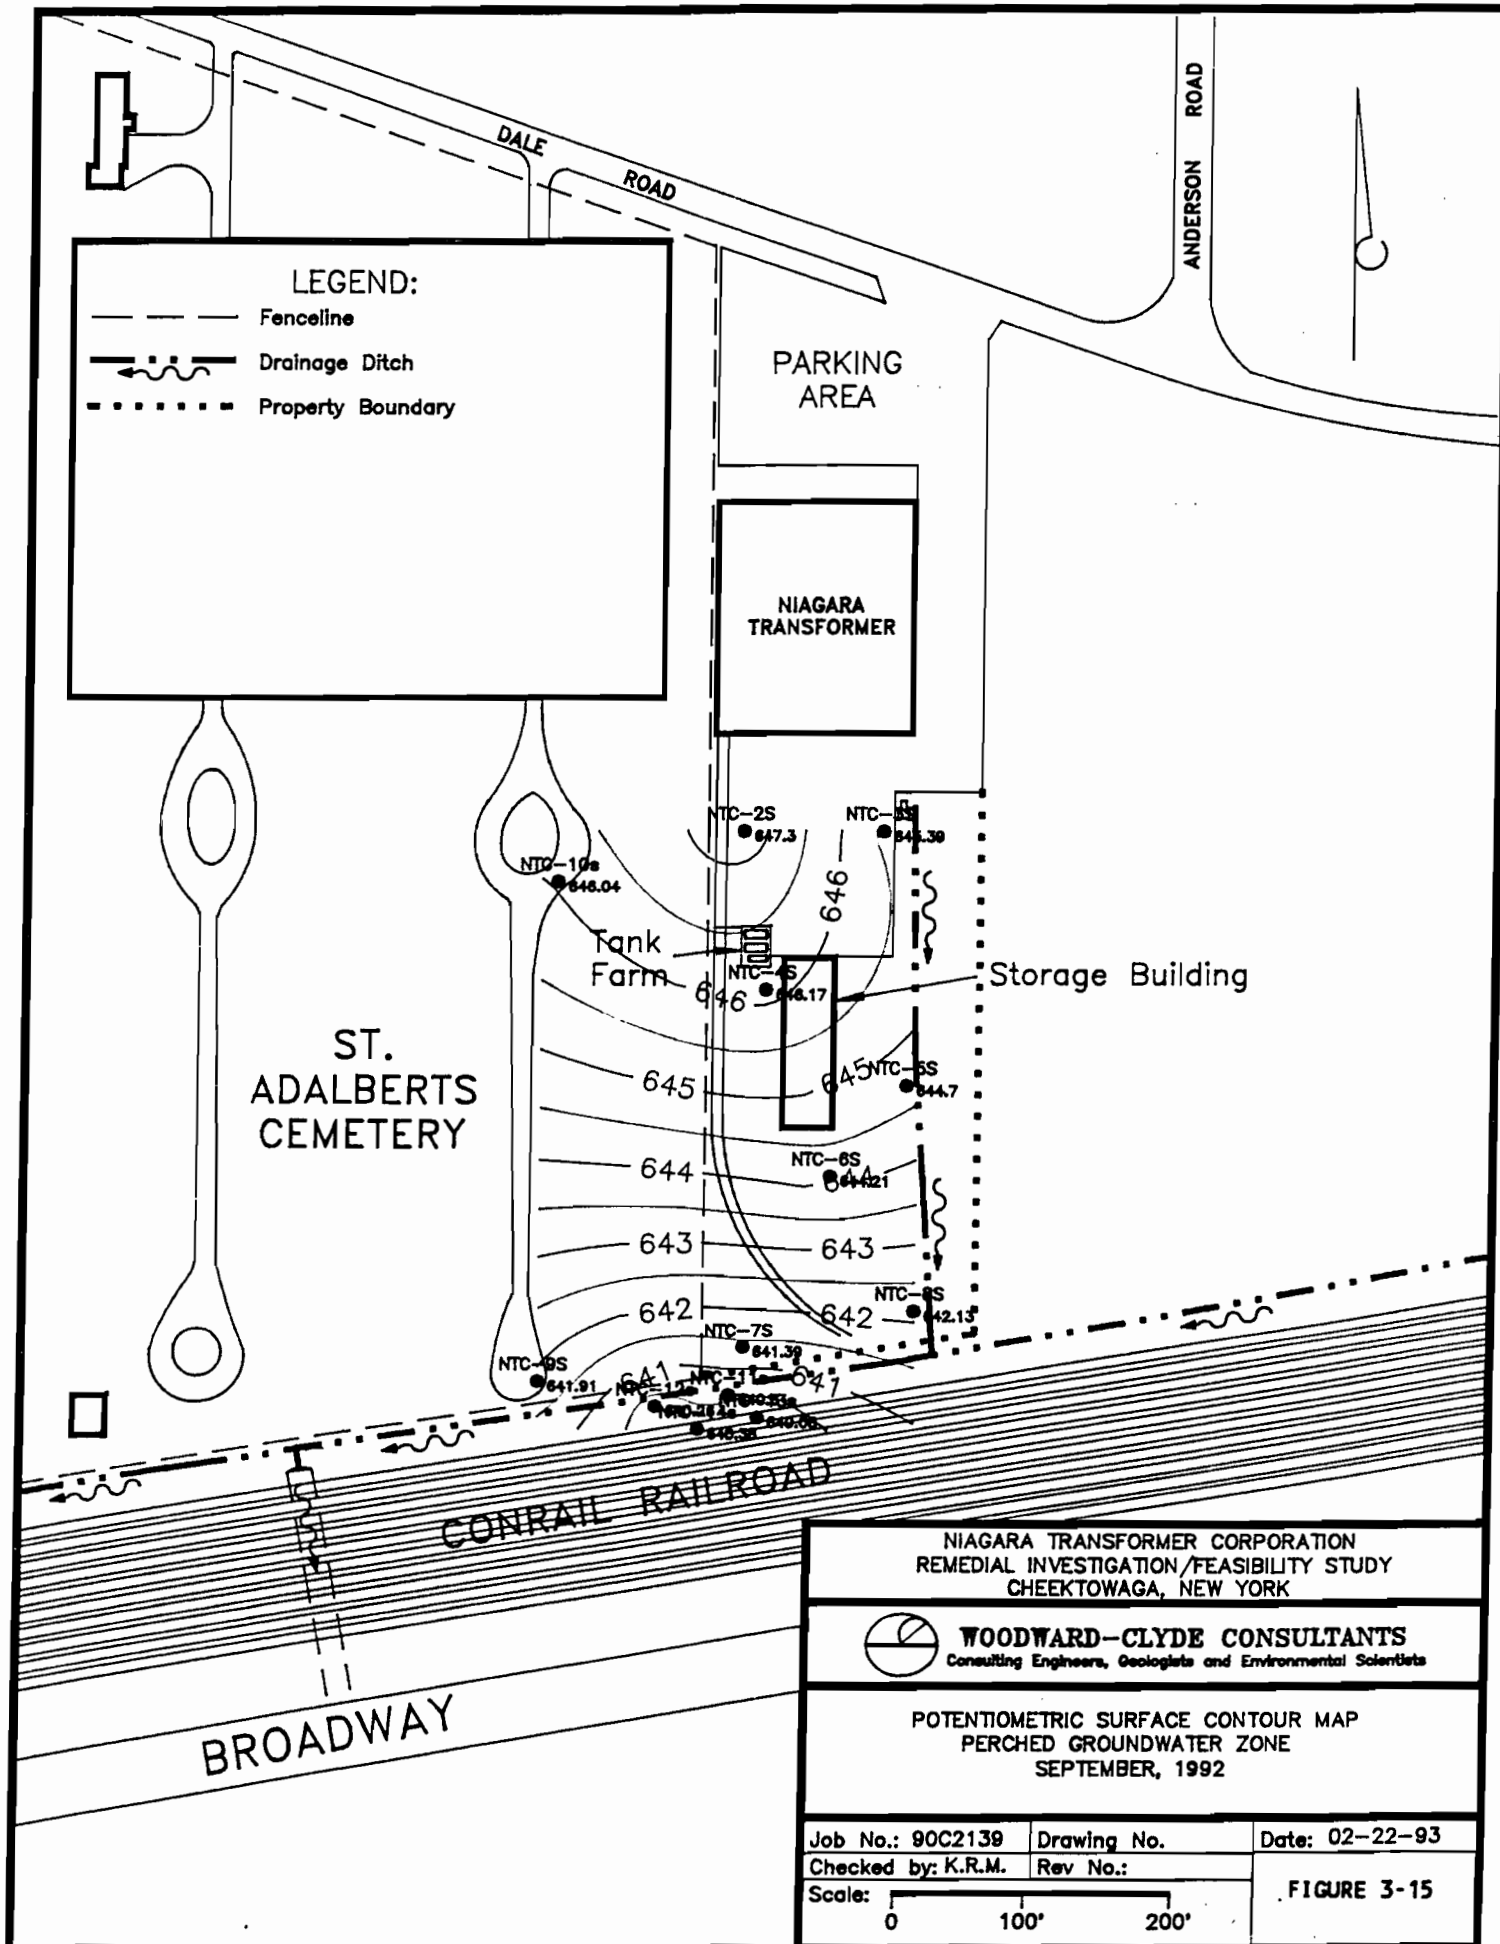 DALE ROAD
ANDERSON ROAD
LEGEND:
Fenceline
Drainage Ditch
Property Boundary
PARKING
AREA
NIAGARA
TRANSFORMER
NTC-2S
647.3
NTC-3S
NTC-10s
646.04
646
Tank
Farm
NTC-4S
646.17
646
Storage Building
ST.
ADALBERTS
CEMETERY
645
645
NTC-5S
644.7
NTC-6S
644
643
643
NTC-8S
642.13
642
642
NTC-7S
641.39
NTC-9S
641.91
641
641
CONRAIL RAILROAD
BROADWAY
NIAGARA TRANSFORMER CORPORATION
REMEDIAL INVESTIGATION/FEASIBILITY STUDY
CHEEKTOWAGA, NEW YORK
WOODWARD-CLYDE CONSULTANTS
Consulting Engineers, Geologists and Environmental Scientists
POTENTIOMETRIC SURFACE CONTOUR MAP
PERCHED GROUNDWATER ZONE
SEPTEMBER, 1992
Job No.: 90C2139
Drawing No.
Date: 02-22-93
Checked by: K.R.M.
Rev No.:
Scale:
0 100' 200'
FIGURE 3-15